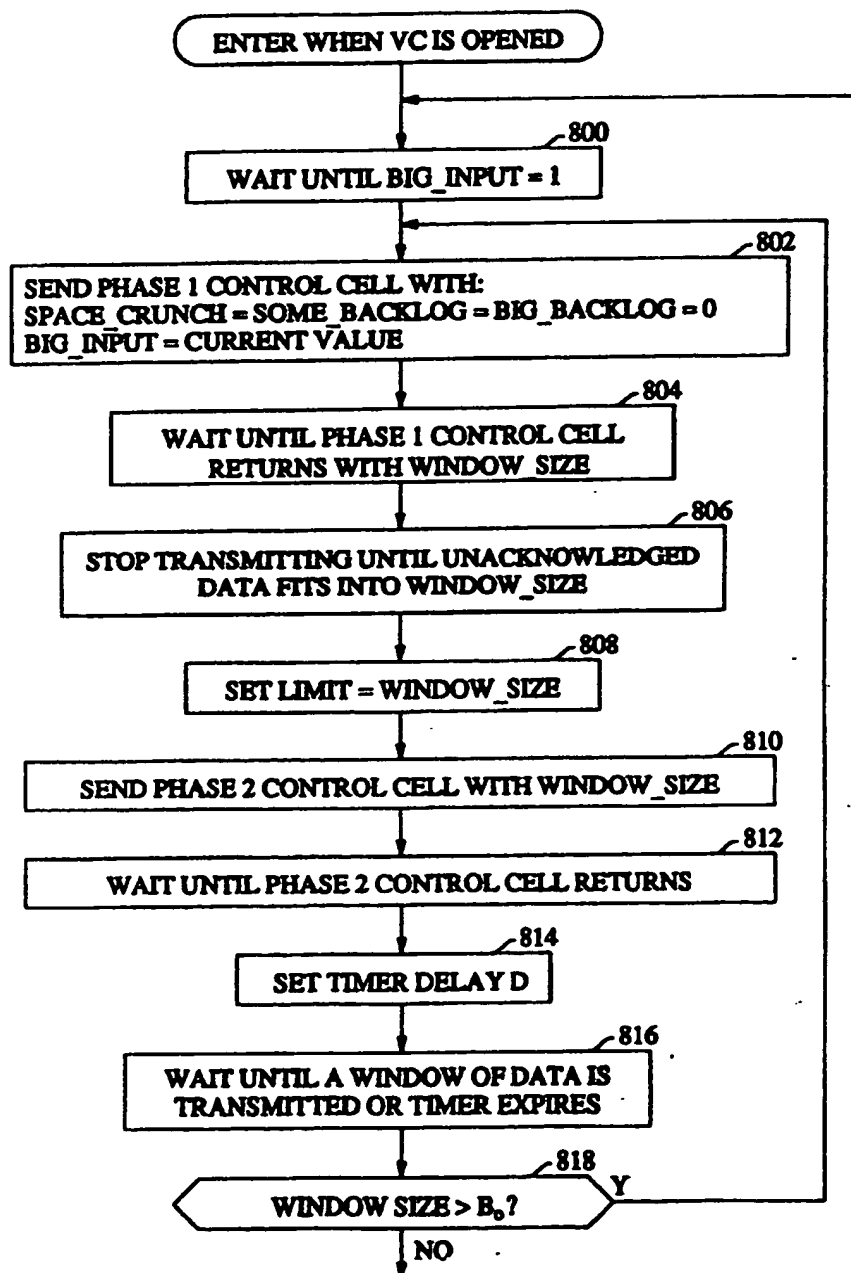 ENTER WHEN VC IS OPENED
800
WAIT UNTIL BIG_INPUT = 1
802
SEND PHASE 1 CONTROL CELL WITH:
SPACE_CRUNCH = SOME_BACKLOG = BIG_BACKLOG = 0
BIG_INPUT = CURRENT VALUE
804
WAIT UNTIL PHASE 1 CONTROL CELL
RETURNS WITH WINDOW_SIZE
806
STOP TRANSMITTING UNTIL UNACKNOWLEDGED
DATA FITS INTO WINDOW_SIZE
808
SET LIMIT = WINDOW_SIZE
810
SEND PHASE 2 CONTROL CELL WITH WINDOW_SIZE
812
WAIT UNTIL PHASE 2 CONTROL CELL RETURNS
814
SET TIMER DELAY D
816
WAIT UNTIL A WINDOW OF DATA IS
TRANSMITTED OR TIMER EXPIRES
818
WINDOW SIZE > B₀?
Y
NO